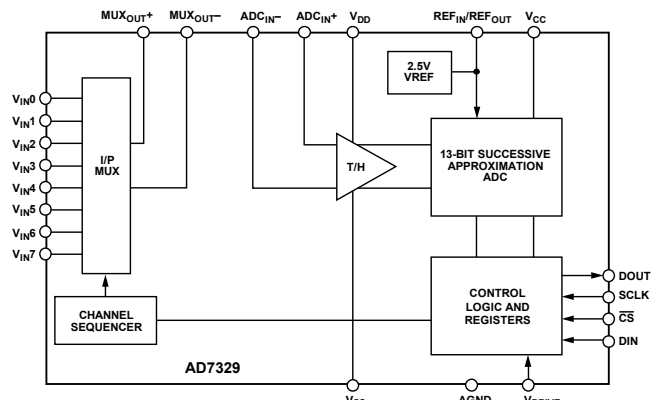 MUXOUT+ MUXOUT– ADCIN– ADCIN+ VDD REFIN/REFOUT VCC
2.5V
VREF
VIN0
VIN1
VIN2
VIN3
VIN4
VIN5
VIN6
VIN7
I/P
MUX
T/H
13-BIT SUCCESSIVE
APPROXIMATION
ADC
CHANNEL
SEQUENCER
CONTROL
LOGIC AND
REGISTERS
DOUT
SCLK
CS
DIN
AD7329
VSS AGND VDRIVE